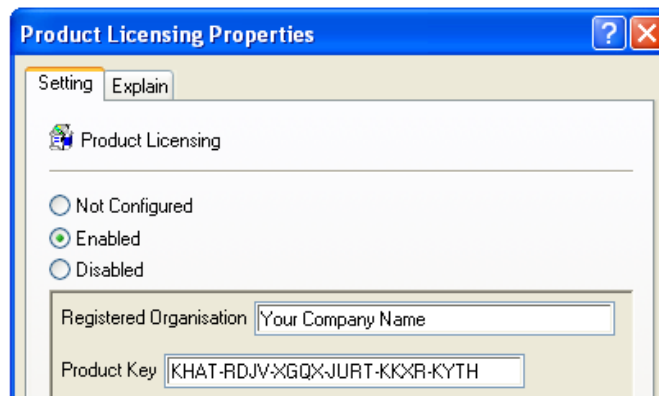 Product Licensing Properties
Setting Explain
Product Licensing
Not Configured
Enabled
Disabled
Registered Organisation Your Company Name
Product Key KHAT-RDJV-XGQX-JURT-KKXR-KYTH